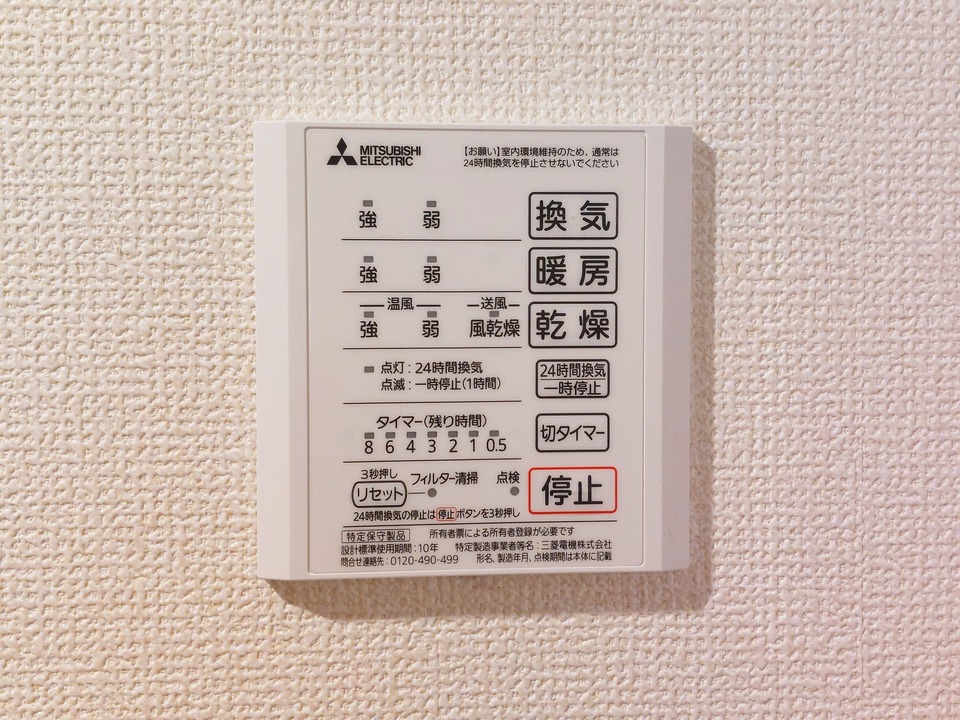 MITSUBISHI
ELECTRIC
【お願い】室内環境維持のため、通常は
24時間換気を停止させないでください
強 弱 換気
強 弱 暖房
温風 送風
強 弱 風乾燥 乾燥
点灯：24時間換気
点滅：一時停止(1時間)
24時間換気
一時停止
タイマー(残り時間)
8 6 4 3 2 1 0.5
切タイマー
3秒押し
リセット フィルター清掃 点検
停止
24時間換気の停止は停止ボタンを3秒押し
特定保守製品 所有者票による所有者登録が必要です
設計標準使用期間：10年 特定製造事業者等名：三菱電機株式会社
問合せ連絡先：0120-490-499 形名、製造年月、点検期間は本体に記載